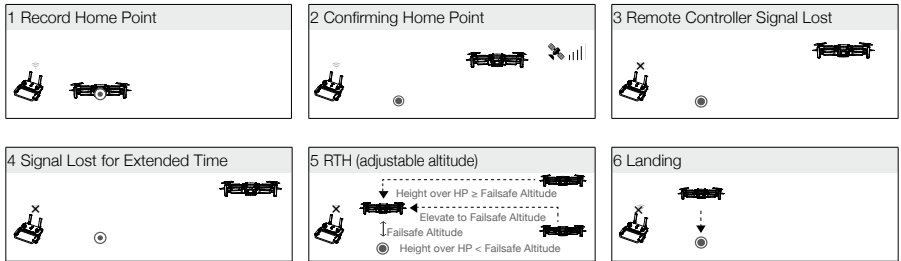 1 Record Home Point
2 Confirming Home Point
3 Remote Controller Signal Lost
4 Signal Lost for Extended Time
5 RTH (adjustable altitude)
Height over HP ≥ Failsafe Altitude
Elevate to Failsafe Altitude
Failsafe Altitude
Height over HP < Failsafe Altitude
6 Landing